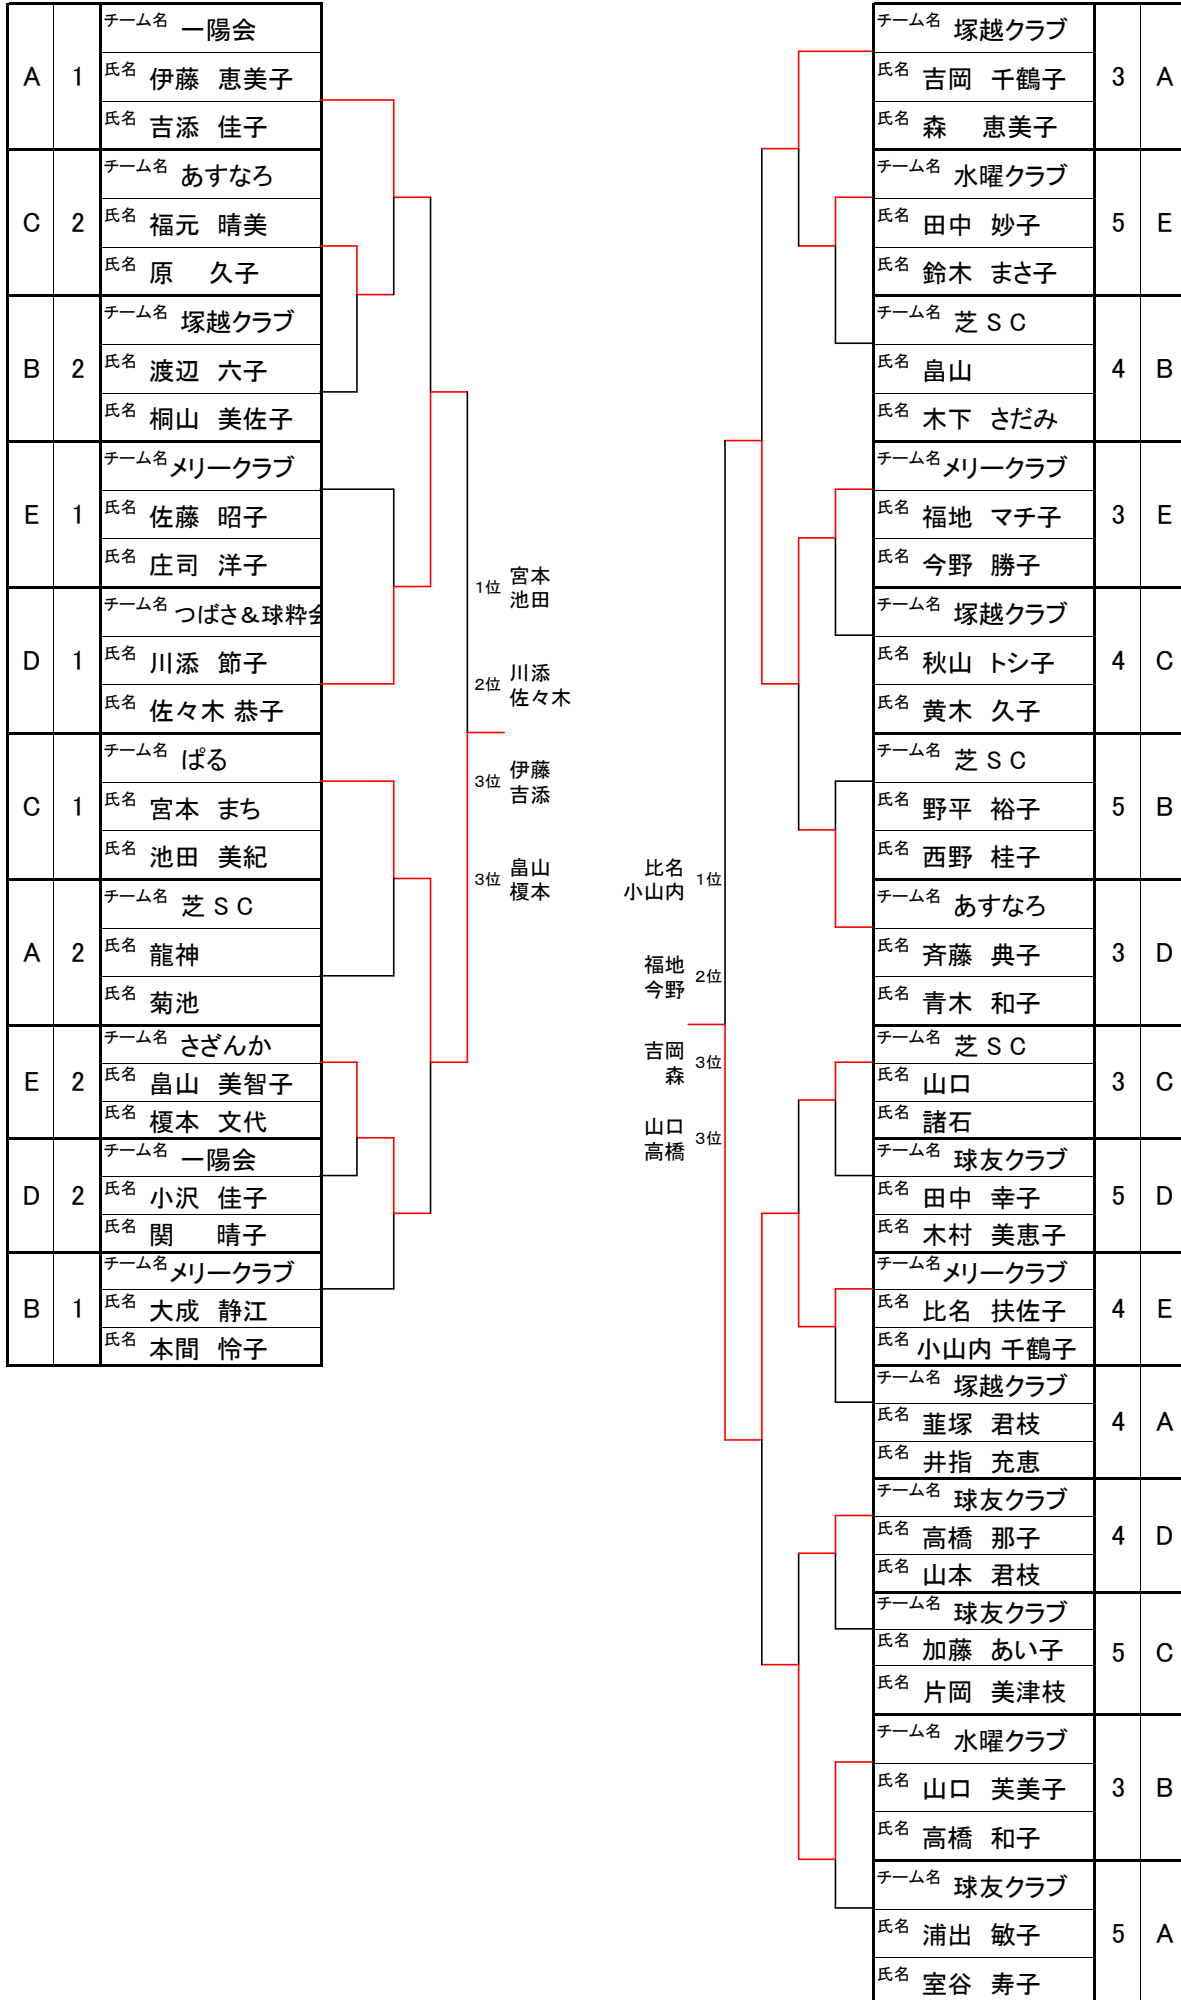 A 1
チーム名 一陽会
氏名 伊藤 恵美子
氏名 吉添 佳子
C 2
チーム名 あすなろ
氏名 福元 晴美
氏名 原 久子
B 2
チーム名 塚越クラブ
氏名 渡辺 六子
氏名 桐山 美佐子
E 1
チーム名 メリークラブ
氏名 佐藤 昭子
氏名 庄司 洋子
D 1
チーム名 つばさ&球粋会
氏名 川添 節子
氏名 佐々木 恭子
C 1
チーム名 ぱる
氏名 宮本 まち
氏名 池田 美紀
A 2
チーム名 芝ＳＣ
氏名 龍神
氏名 菊池
E 2
チーム名 さざんか
氏名 畠山 美智子
氏名 榎本 文代
D 2
チーム名 一陽会
氏名 小沢 佳子
氏名 関 晴子
B 1
チーム名 メリークラブ
氏名 大成 静江
氏名 本間 怜子
1位 宮本
池田
2位 川添
佐々木
3位 伊藤
吉添
3位 畠山
榎本
比名 1位
小山内
福地 2位
今野
吉岡 3位
森
山口 3位
高橋
チーム名 塚越クラブ
氏名 吉岡 千鶴子
氏名 森 恵美子
3 A
チーム名 水曜クラブ
氏名 田中 妙子
氏名 鈴木 まさ子
5 E
チーム名 芝ＳＣ
氏名 畠山
氏名 木下 さだみ
4 B
チーム名 メリークラブ
氏名 福地 マチ子
氏名 今野 勝子
3 E
チーム名 塚越クラブ
氏名 秋山 トシ子
氏名 黄木 久子
4 C
チーム名 芝ＳＣ
氏名 野平 裕子
氏名 西野 桂子
5 B
チーム名 あすなろ
氏名 斉藤 典子
氏名 青木 和子
3 D
チーム名 芝ＳＣ
氏名 山口
氏名 諸石
3 C
チーム名 球友クラブ
氏名 田中 幸子
氏名 木村 美恵子
5 D
チーム名 メリークラブ
氏名 比名 扶佐子
氏名 小山内 千鶴子
4 E
チーム名 塚越クラブ
氏名 韮塚 君枝
氏名 井指 充恵
4 A
チーム名 球友クラブ
氏名 高橋 那子
氏名 山本 君枝
4 D
チーム名 球友クラブ
氏名 加藤 あい子
氏名 片岡 美津枝
5 C
チーム名 水曜クラブ
氏名 山口 芙美子
氏名 高橋 和子
3 B
チーム名 球友クラブ
氏名 浦出 敏子
氏名 室谷 寿子
5 A